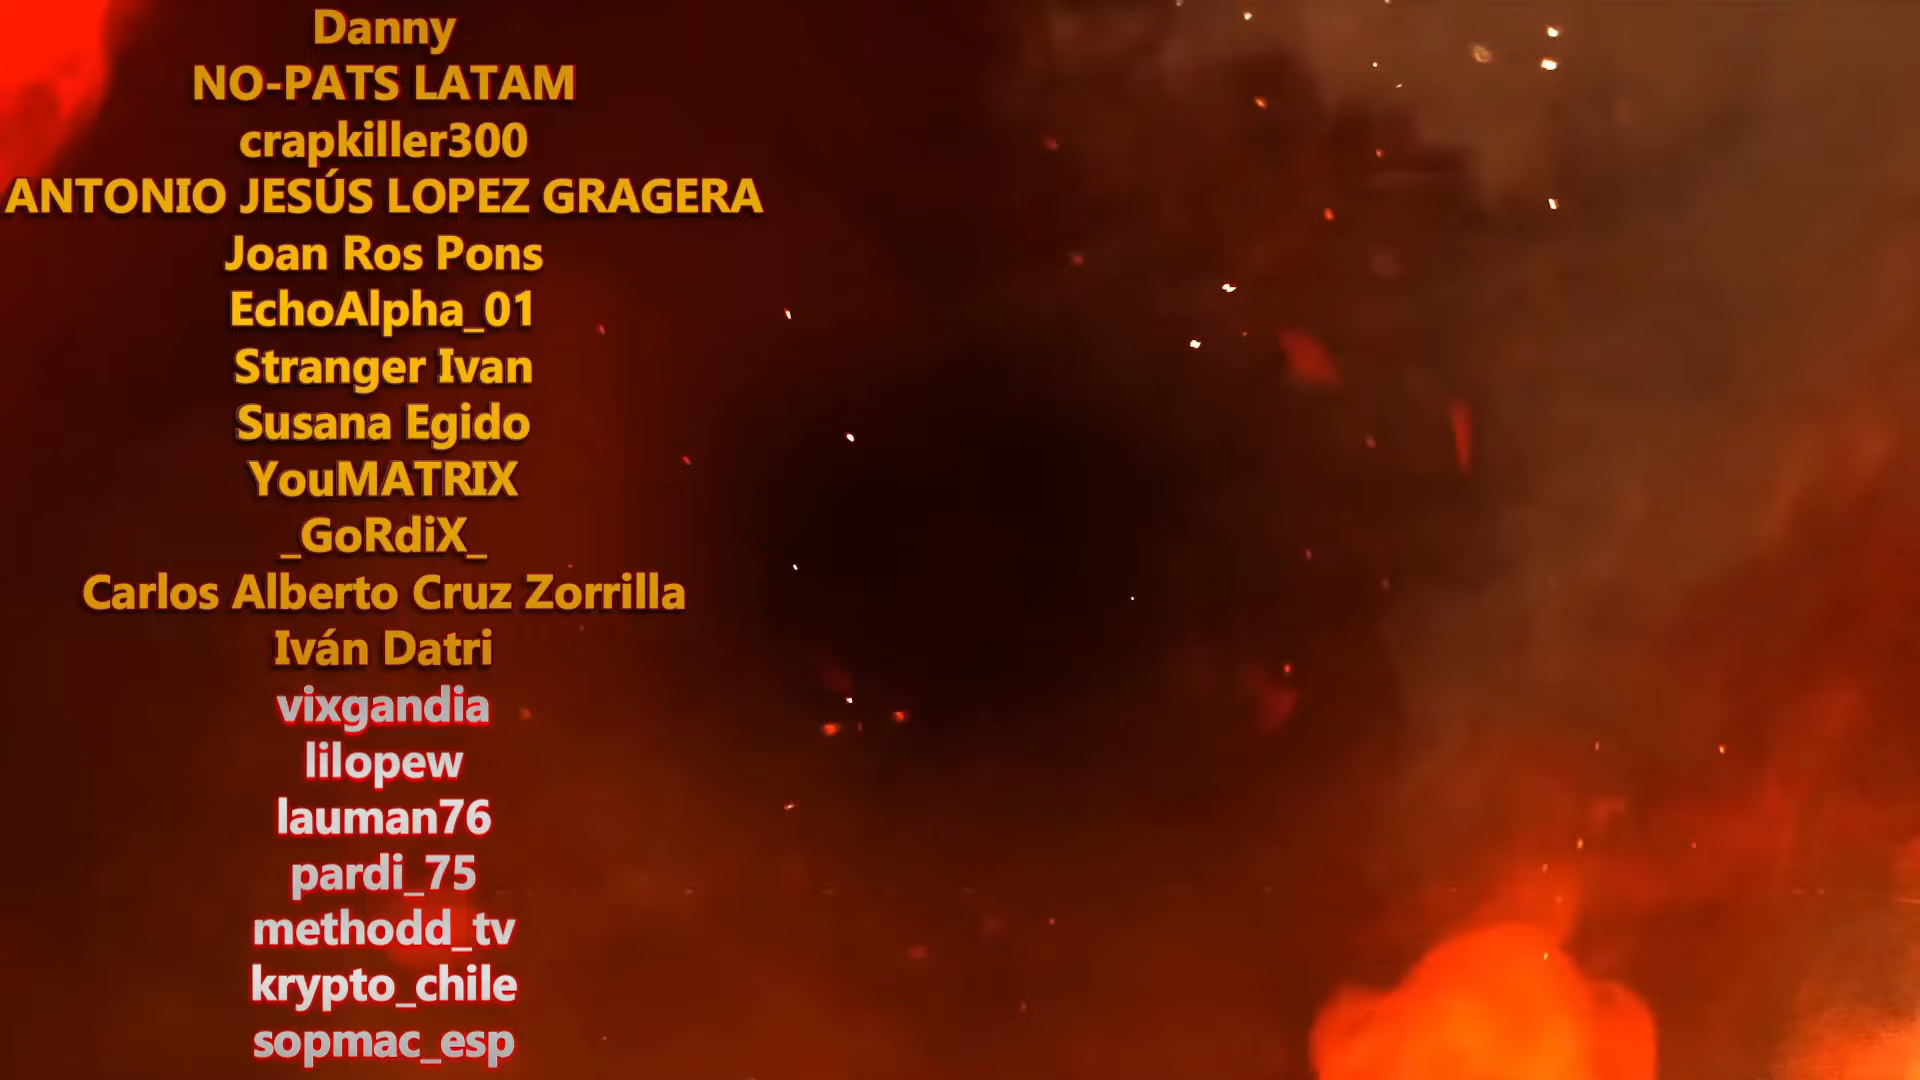 Danny
NO-PATS LATAM
crapkiller300
ANTONIO JESÚS LOPEZ GRAGERA
Joan Ros Pons
EchoAlpha_01
Stranger Ivan
Susana Egido
YouMATRIX
_GoRdiX_
Carlos Alberto Cruz Zorrilla
Iván Datri
vixgandia
lilopew
lauman76
pardi_75
methodd_tv
krypto_chile
sopmac_esp